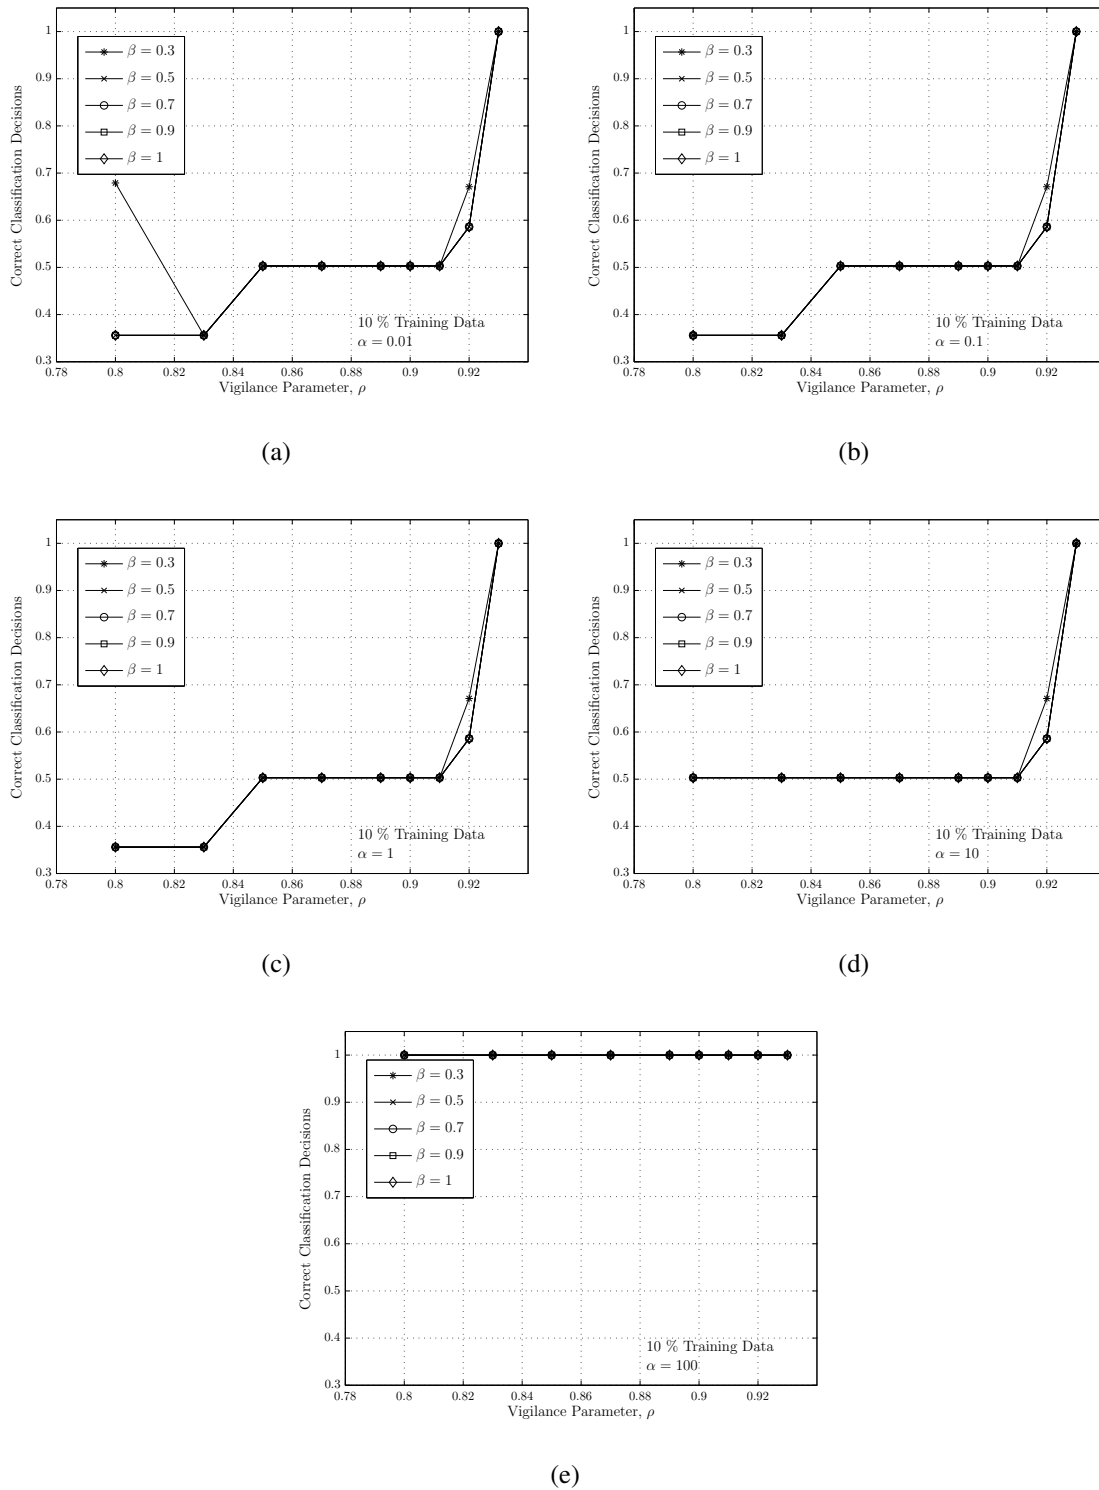 1
0.9
0.8
0.7
0.6
0.5
0.4
0.3
Correct Classification Decisions
β = 0.3
β = 0.5
β = 0.7
β = 0.9
β = 1
10 % Training Data
α = 0.01
0.78 0.8 0.82 0.84 0.86 0.88 0.9 0.92
Vigilance Parameter, ρ
(a)
1
0.9
0.8
0.7
0.6
0.5
0.4
0.3
Correct Classification Decisions
β = 0.3
β = 0.5
β = 0.7
β = 0.9
β = 1
10 % Training Data
α = 0.1
0.78 0.8 0.82 0.84 0.86 0.88 0.9 0.92
Vigilance Parameter, ρ
(b)
1
0.9
0.8
0.7
0.6
0.5
0.4
0.3
Correct Classification Decisions
β = 0.3
β = 0.5
β = 0.7
β = 0.9
β = 1
10 % Training Data
α = 1
0.78 0.8 0.82 0.84 0.86 0.88 0.9 0.92
Vigilance Parameter, ρ
(c)
1
0.9
0.8
0.7
0.6
0.5
0.4
0.3
Correct Classification Decisions
β = 0.3
β = 0.5
β = 0.7
β = 0.9
β = 1
10 % Training Data
α = 10
0.78 0.8 0.82 0.84 0.86 0.88 0.9 0.92
Vigilance Parameter, ρ
(d)
1
0.9
0.8
0.7
0.6
0.5
0.4
0.3
Correct Classification Decisions
β = 0.3
β = 0.5
β = 0.7
β = 0.9
β = 1
10 % Training Data
α = 100
0.78 0.8 0.82 0.84 0.86 0.88 0.9 0.92
Vigilance Parameter, ρ
(e)